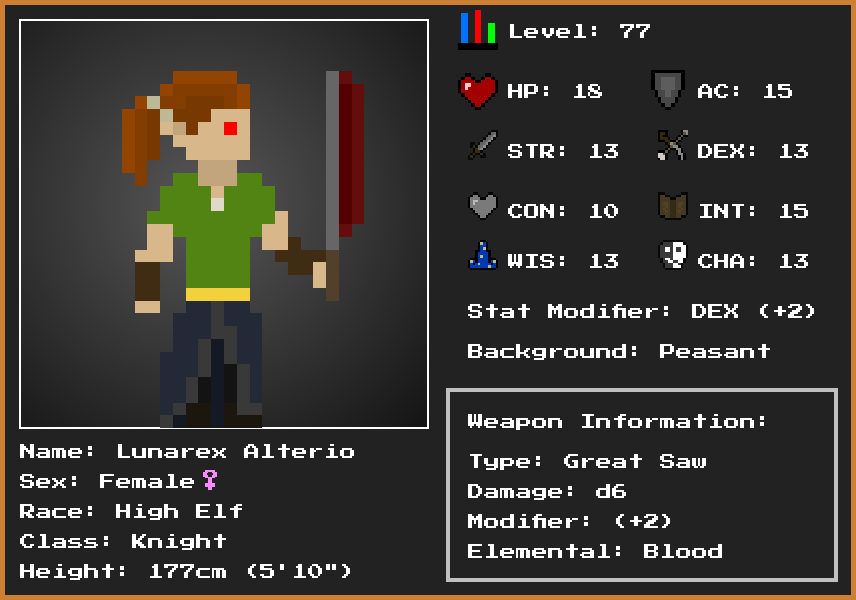 Level: 77
HP: 18 AC: 15
STR: 13 DEX: 13
CON: 10 INT: 15
WIS: 13 CHA: 13
Stat Modifier: DEX (+2)
Background: Peasant
Weapon Information:
Type: Great Saw
Damage: d6
Modifier: (+2)
Elemental: Blood
Name: Lunarex Alterio
Sex: Female♀
Race: High Elf
Class: Knight
Height: 177cm (5'10")